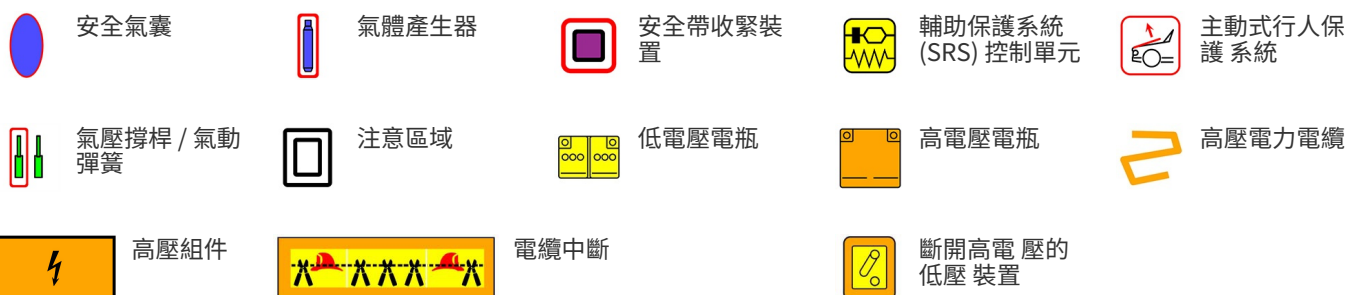 安全氣囊
氣體產生器
安全帶收緊裝
置
輔助保護系統
(SRS) 控制單元
主動式行人保
護 系統
氣壓撐桿 / 氣動
彈簧
注意區域
低電壓電瓶
高電壓電瓶
高壓電力電纜
高壓組件
電纜中斷
斷開高電 壓的
低壓 裝置